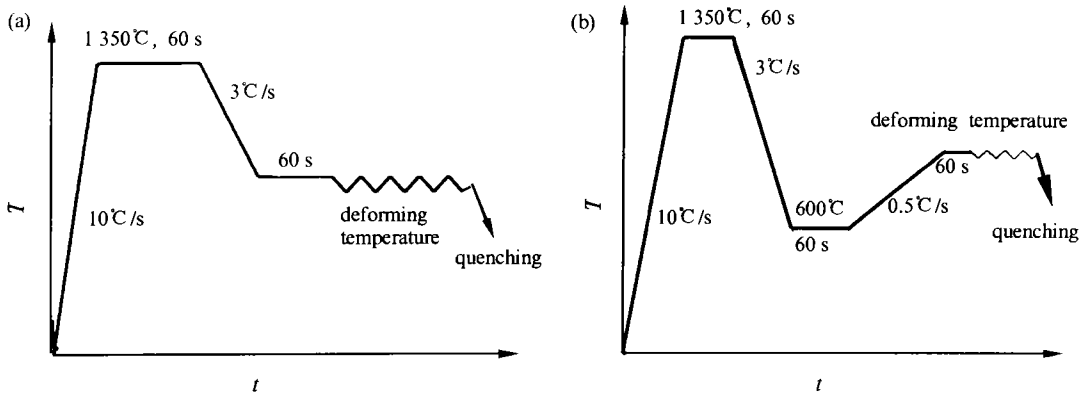 (a)
1 350℃, 60 s
3℃/s
60 s
10℃/s
deforming
temperature
quenching
T
t
(b)
1 350℃, 60 s
3℃/s
deforming temperature
60 s
600℃
0.5℃/s
10℃/s
60 s
quenching
T
t